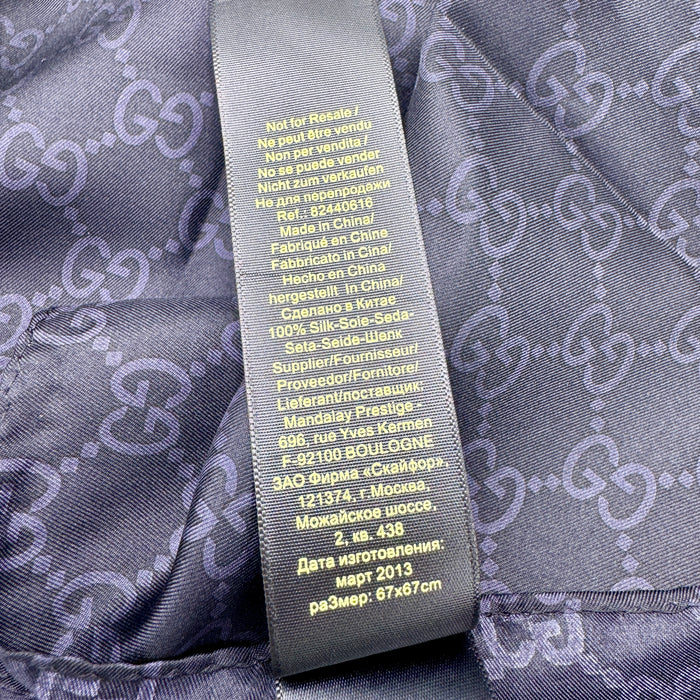 Not for Resale /
Ne peut être vendu
Non per vendita /
No se puede vender
Nicht zum verkaufen
Не для перепродажи
Ref.: 82440616
Made in China/
Fabriqué en Chine
Fabbricato in Cina/
Hecho en China
hergestellt in China/
Сделано в Китае
100% Silk-Soie-Seda-
Seta-Seide-Шелк
Supplier/Fournisseur/
Proveedor/Fornitore/
Lieferant/поставщик:
Mandalay Prestige -
696, rue Yves Kermen
F-92100 BOULOGNE
ЗАО Фирма «Скайфор»,
121374, г.Москва,
Можайское шоссе,
2, кв. 438
Дата изготовления:
март 2013
раЗмер: 67x67cm